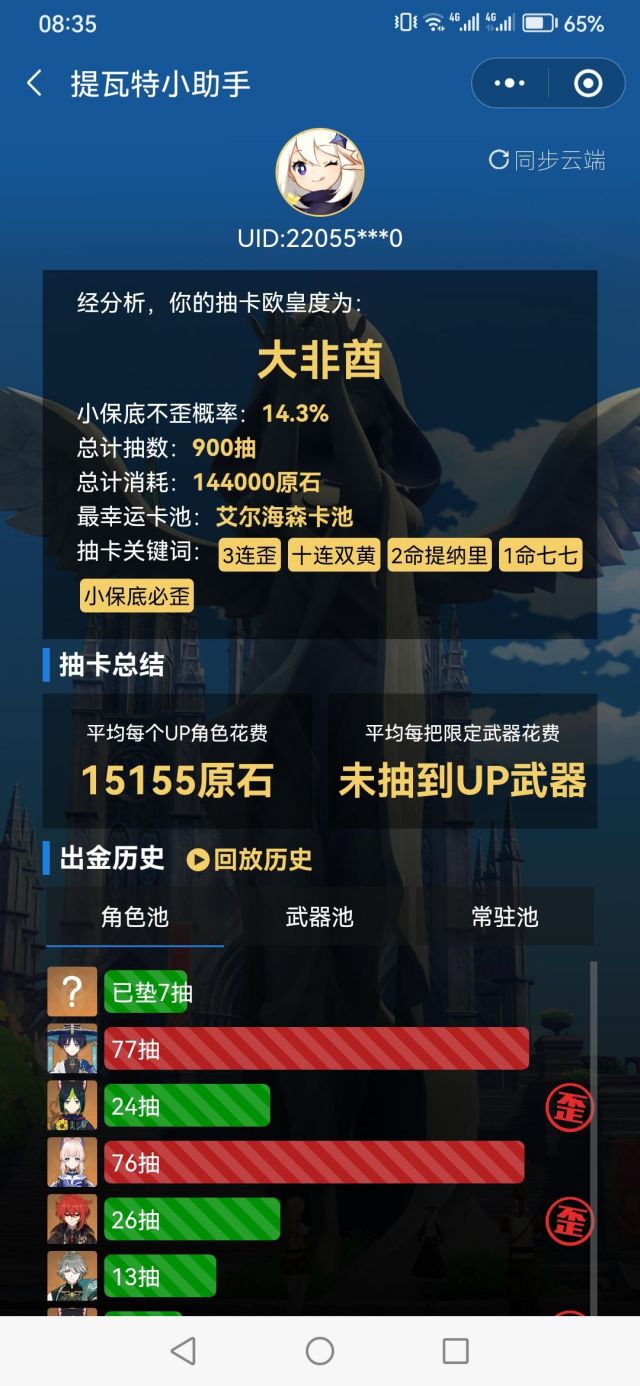 08:35
4G 4G 65%
提瓦特小助手
同步云端
UID:22055***0
经分析，你的抽卡欧皇度为：
大非酋
小保底不歪概率：14.3%
总计抽数：900抽
总计消耗：144000原石
最幸运卡池：艾尔海森卡池
抽卡关键词：3连歪 十连双黄 2命提纳里 1命七七
小保底必歪
抽卡总结
平均每个UP角色花费 平均每把限定武器花费
15155原石 未抽到UP武器
出金历史 回放历史
角色池 武器池 常驻池
? 已垫7抽
77抽
24抽 歪
76抽
26抽 歪
13抽